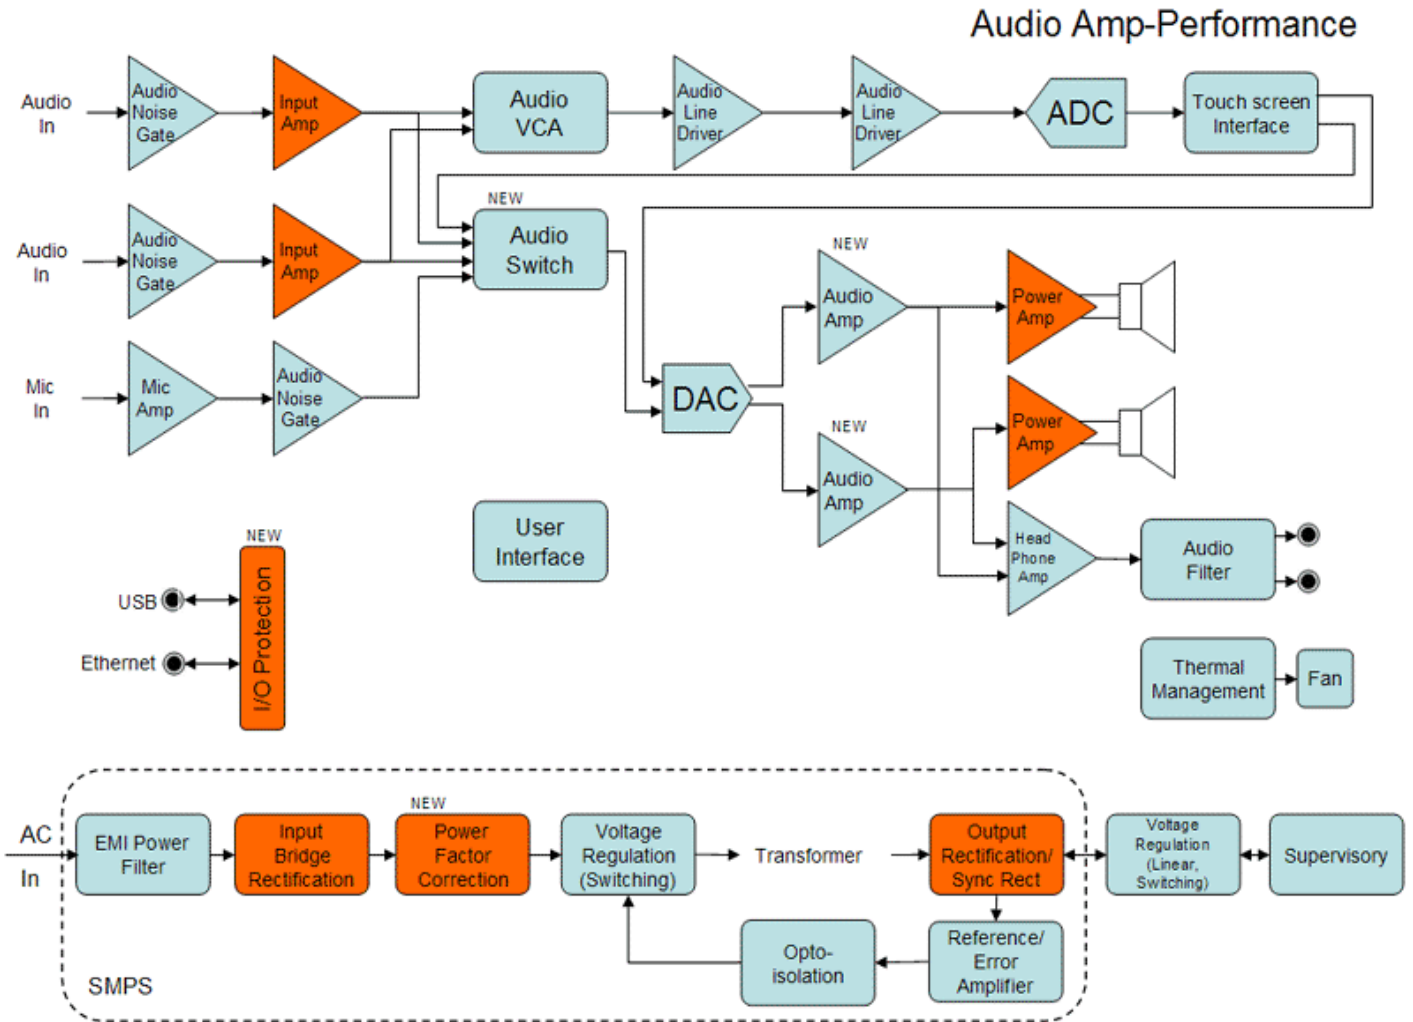 Audio Amp-Performance
Audio
In
Audio
Noise
Gate
Input
Amp
Audio
VCA
Audio
Line
Driver
Audio
Line
Driver
ADC
Touch screen
Interface
Audio
In
Audio
Noise
Gate
Input
Amp
NEW
Audio
Switch
NEW
Audio
Amp
Power
Amp
Mic
In
Mic
Amp
Audio
Noise
Gate
DAC
Power
Amp
NEW
Audio
Amp
Head
Phone
Amp
Audio
Filter
User
Interface
NEW
I/O Protection
USB
Ethernet
Thermal
Management
Fan
AC
In
EMI Power
Filter
Input
Bridge
Rectification
NEW
Power
Factor
Correction
Voltage
Regulation
(Switching)
Transformer
Output
Rectification/
Sync Rect
Voltage
Regulation
(Linear,
Switching)
Supervisory
Opto-
isolation
Reference/
Error
Amplifier
SMPS